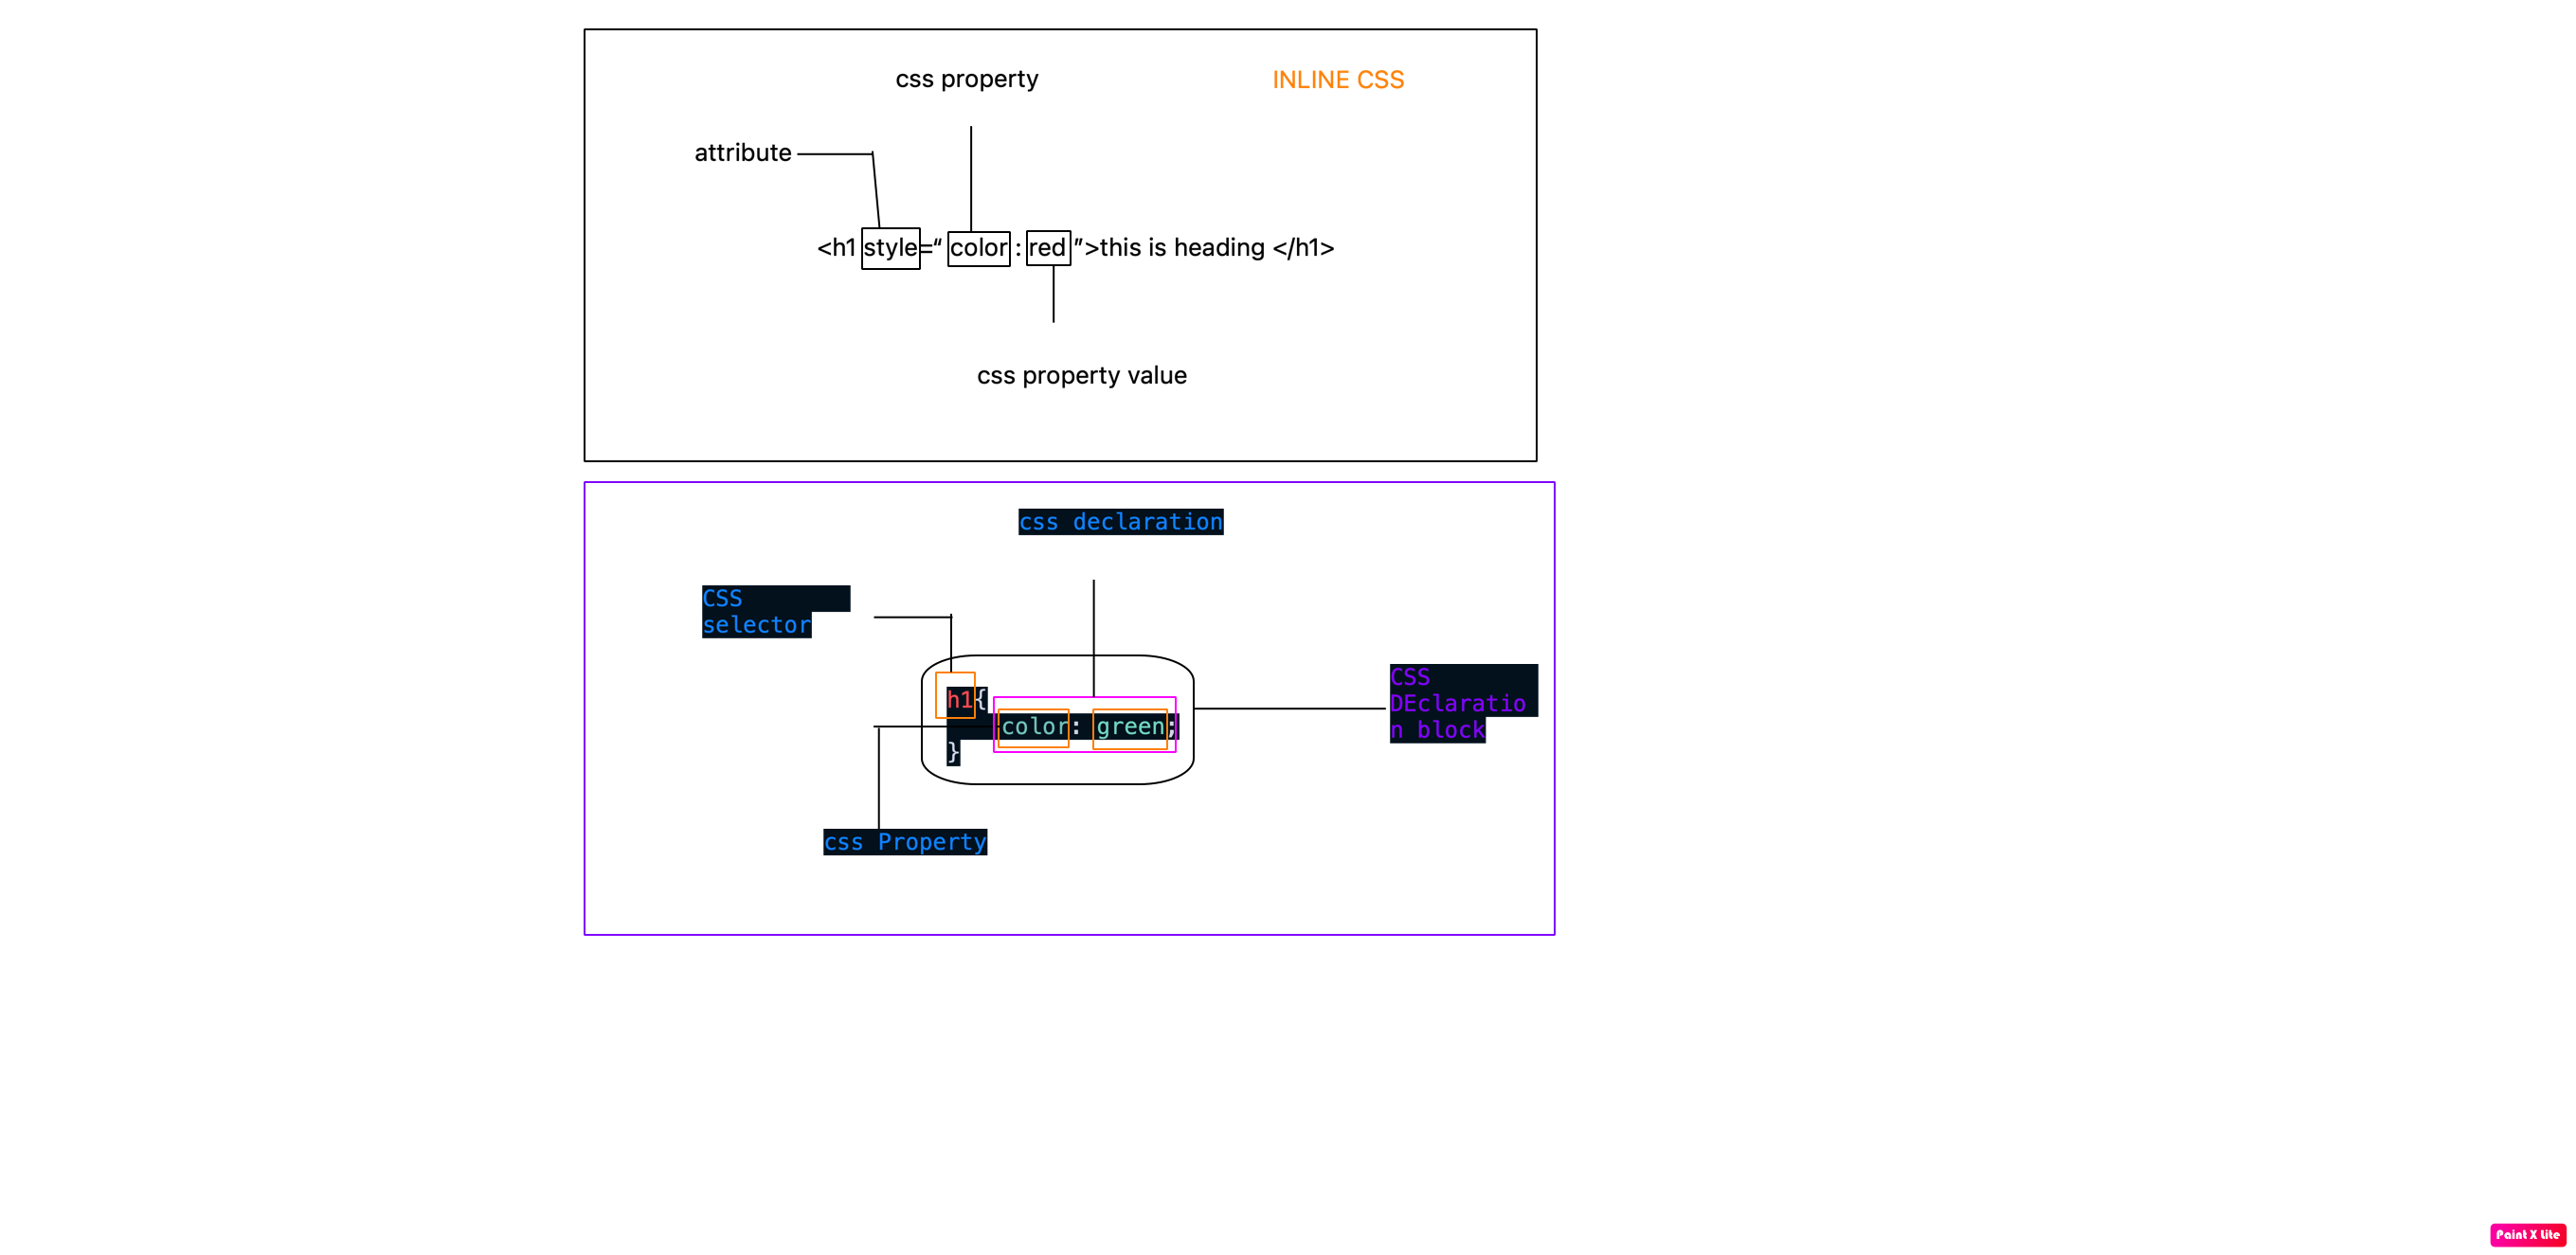 css property
INLINE CSS
attribute
<h1 style=“ color : red ”>this is heading </h1>
css property value
css declaration
CSS
selector
h1{
color: green;
}
CSS
DEclaratio
n block
css Property
Paint X Lite